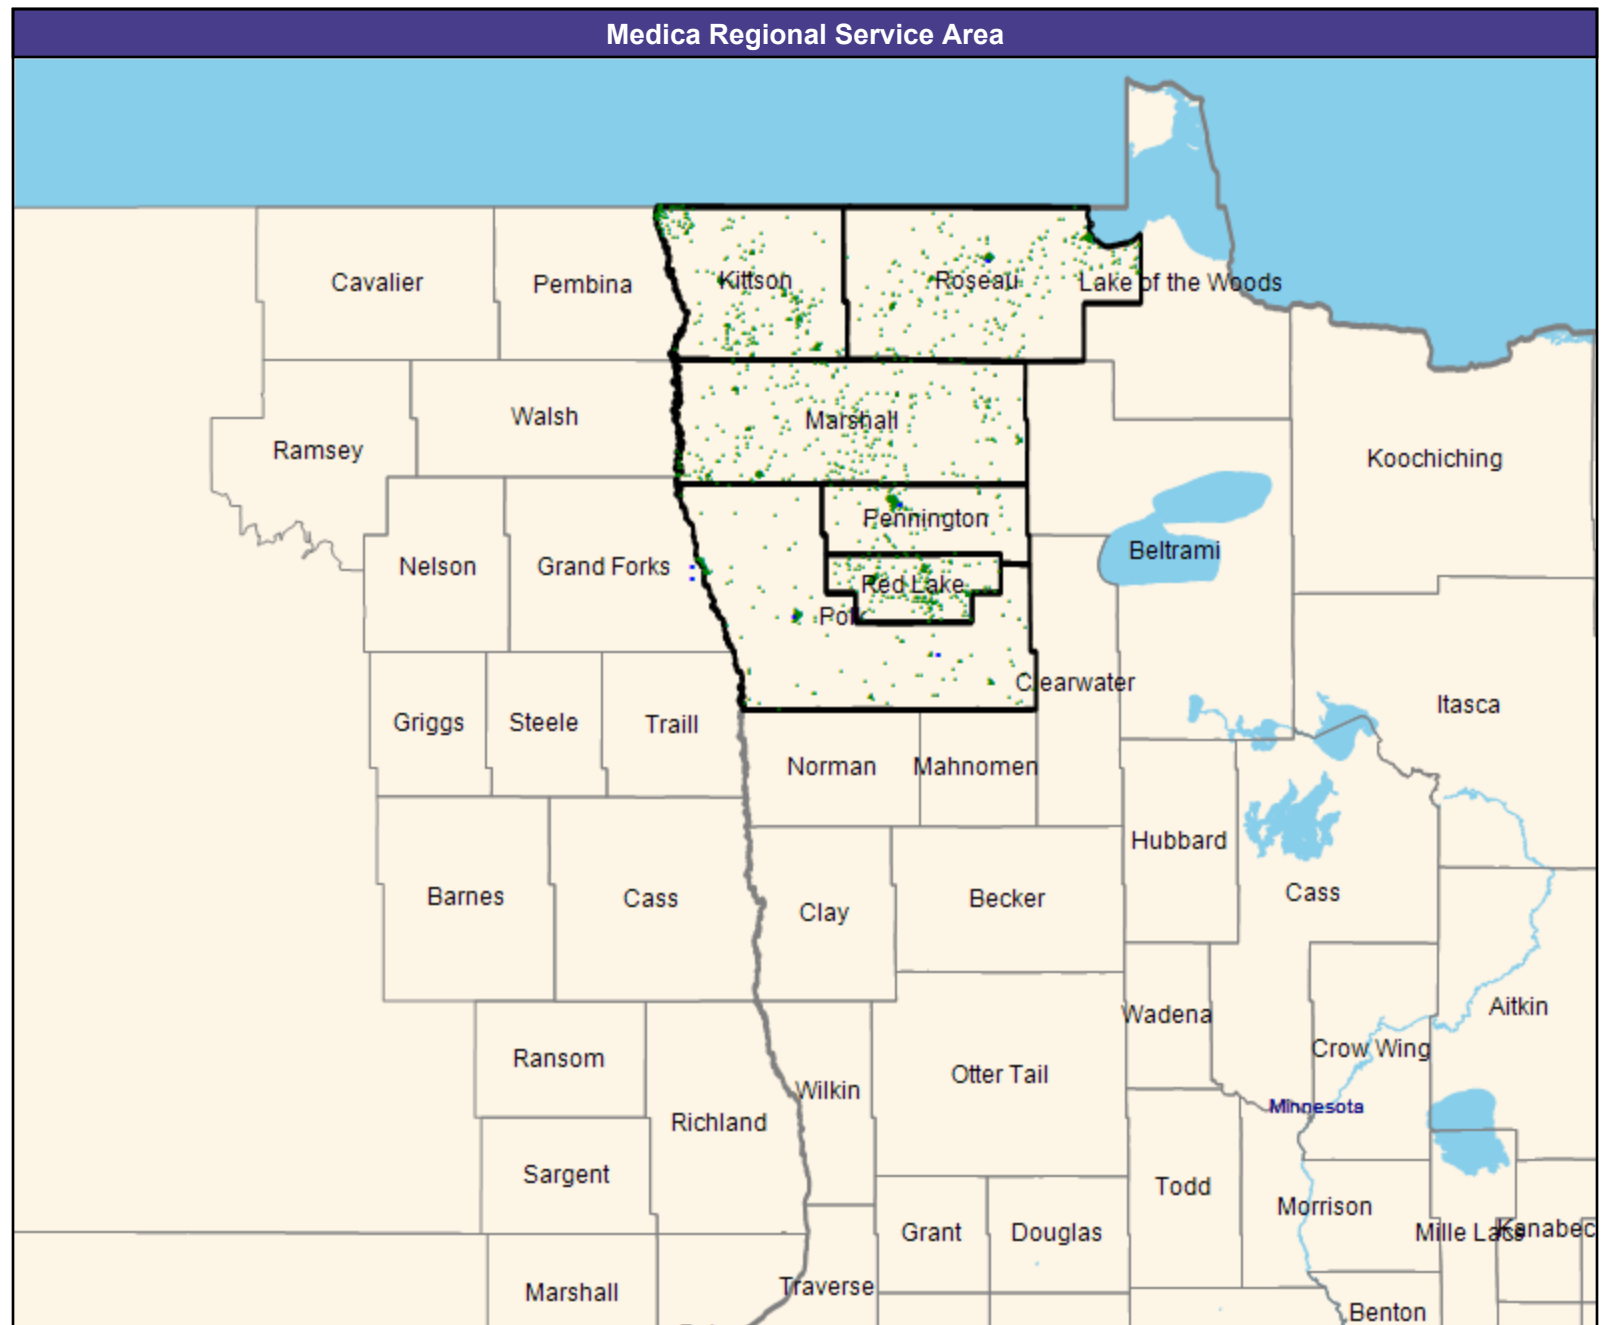 Medica Regional Service Area
Cavalier
Pembina
Kittson
Roseau
Lake of the Woods
Walsh
Marshall
Ramsey
Koochiching
Pennington
Nelson
Grand Forks
Beltrami
Red Lake
Polk
Clearwater
Griggs
Steele
Traill
Itasca
Norman
Mahnomen
Hubbard
Barnes
Cass
Clay
Becker
Cass
Wadena
Aitkin
Ransom
Otter Tail
Crow Wing
Wilkin
Minnesota
Richland
Sargent
Todd
Morrison
Grant
Douglas
Mille Lacs
Kanabec
Marshall
Traverse
Benton